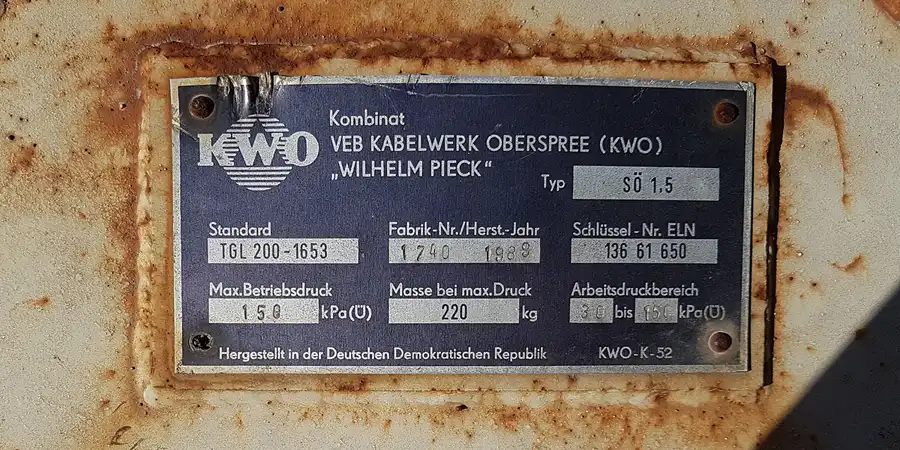 KWO
Kombinat
VEB KABELWERK OBERSPREE (KWO)
„WILHELM PIECK“
Typ SÖ 1.5
Standard Fabrik-Nr./Herst.-Jahr Schlüssel-Nr. ELN
TGL 200-1653 1240 1988 136 61 650
Max.Betriebsdruck Masse bei max.Druck Arbeitsdruckbereich
150 kPa(Ü) 220 kg 30 bis 150 kPa(Ü)
Hergestellt in der Deutschen Demokratischen Republik KWO-K-52